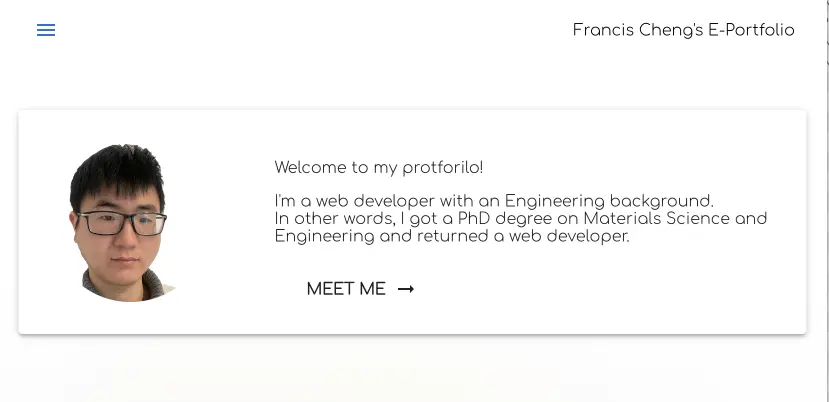 Francis Cheng's E-Portfolio
Welcome to my protforilo!
I'm a web developer with an Engineering background.
In other words, I got a PhD degree on Materials Science and
Engineering and returned a web developer.
MEET ME →